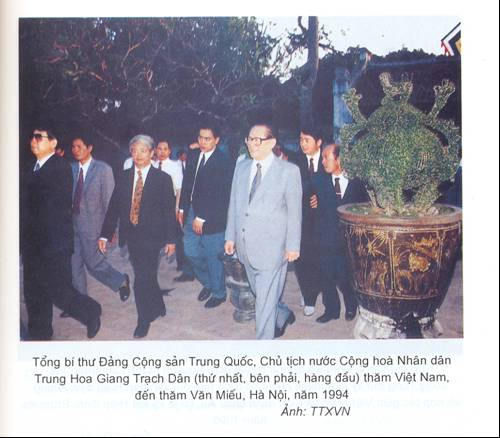 Tổng bí thư Đảng Cộng sản Trung Quốc, Chủ tịch nước Cộng hoà Nhân dân
Trung Hoa Giang Trạch Dân (thứ nhất, bên phải, hàng đầu) thăm Việt Nam,
đến thăm Văn Miếu, Hà Nội, năm 1994
Ảnh: TTXVN